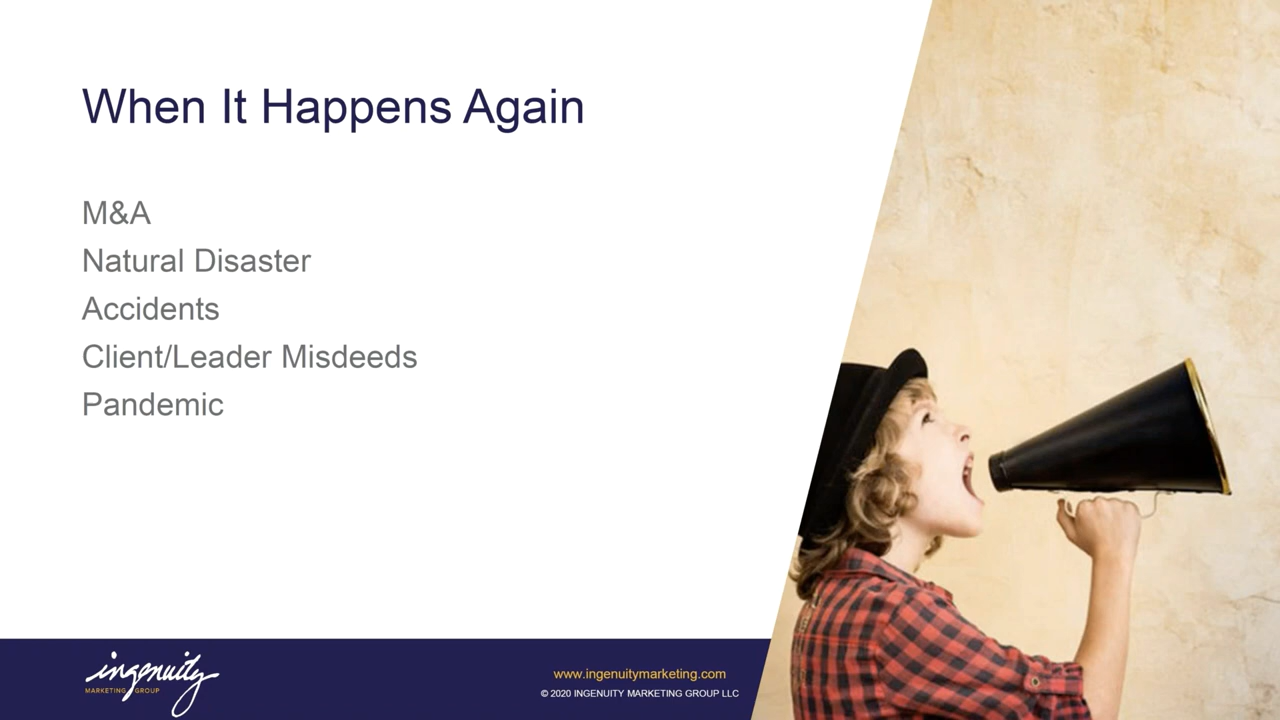 When It Happens Again
M&A
Natural Disaster
Accidents
Client/Leader Misdeeds
Pandemic
ingenuity
MARKETING GROUP
www.ingenuitymarketing.com
© 2020 INGENUITY MARKETING GROUP LLC